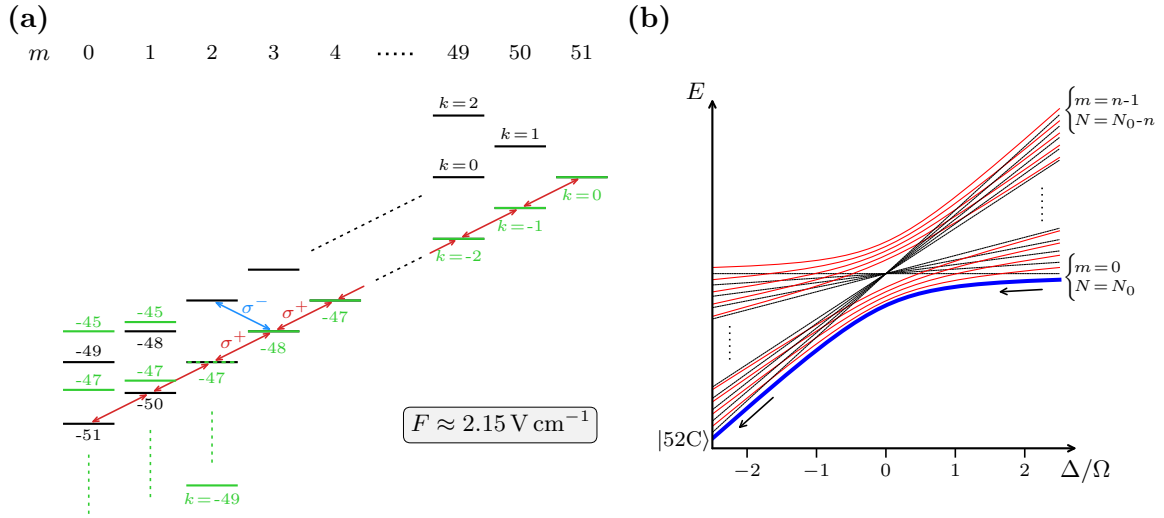 (a)
m 0 1 2 3 4 ····· 49 50 51
k=2
k=1
k=0
k=0
k=-1
k=-2
σ⁻ σ⁺
-45 -45
-47
-49 -48
σ⁺
-48
-47 -47
-47
-50
-51
F ≈ 2.15 V cm⁻¹
k=-49
(b)
E
m=n-1
N=N₀-n
m=0
N=N₀
|52C⟩
-2 -1 0 1 2
Δ/Ω